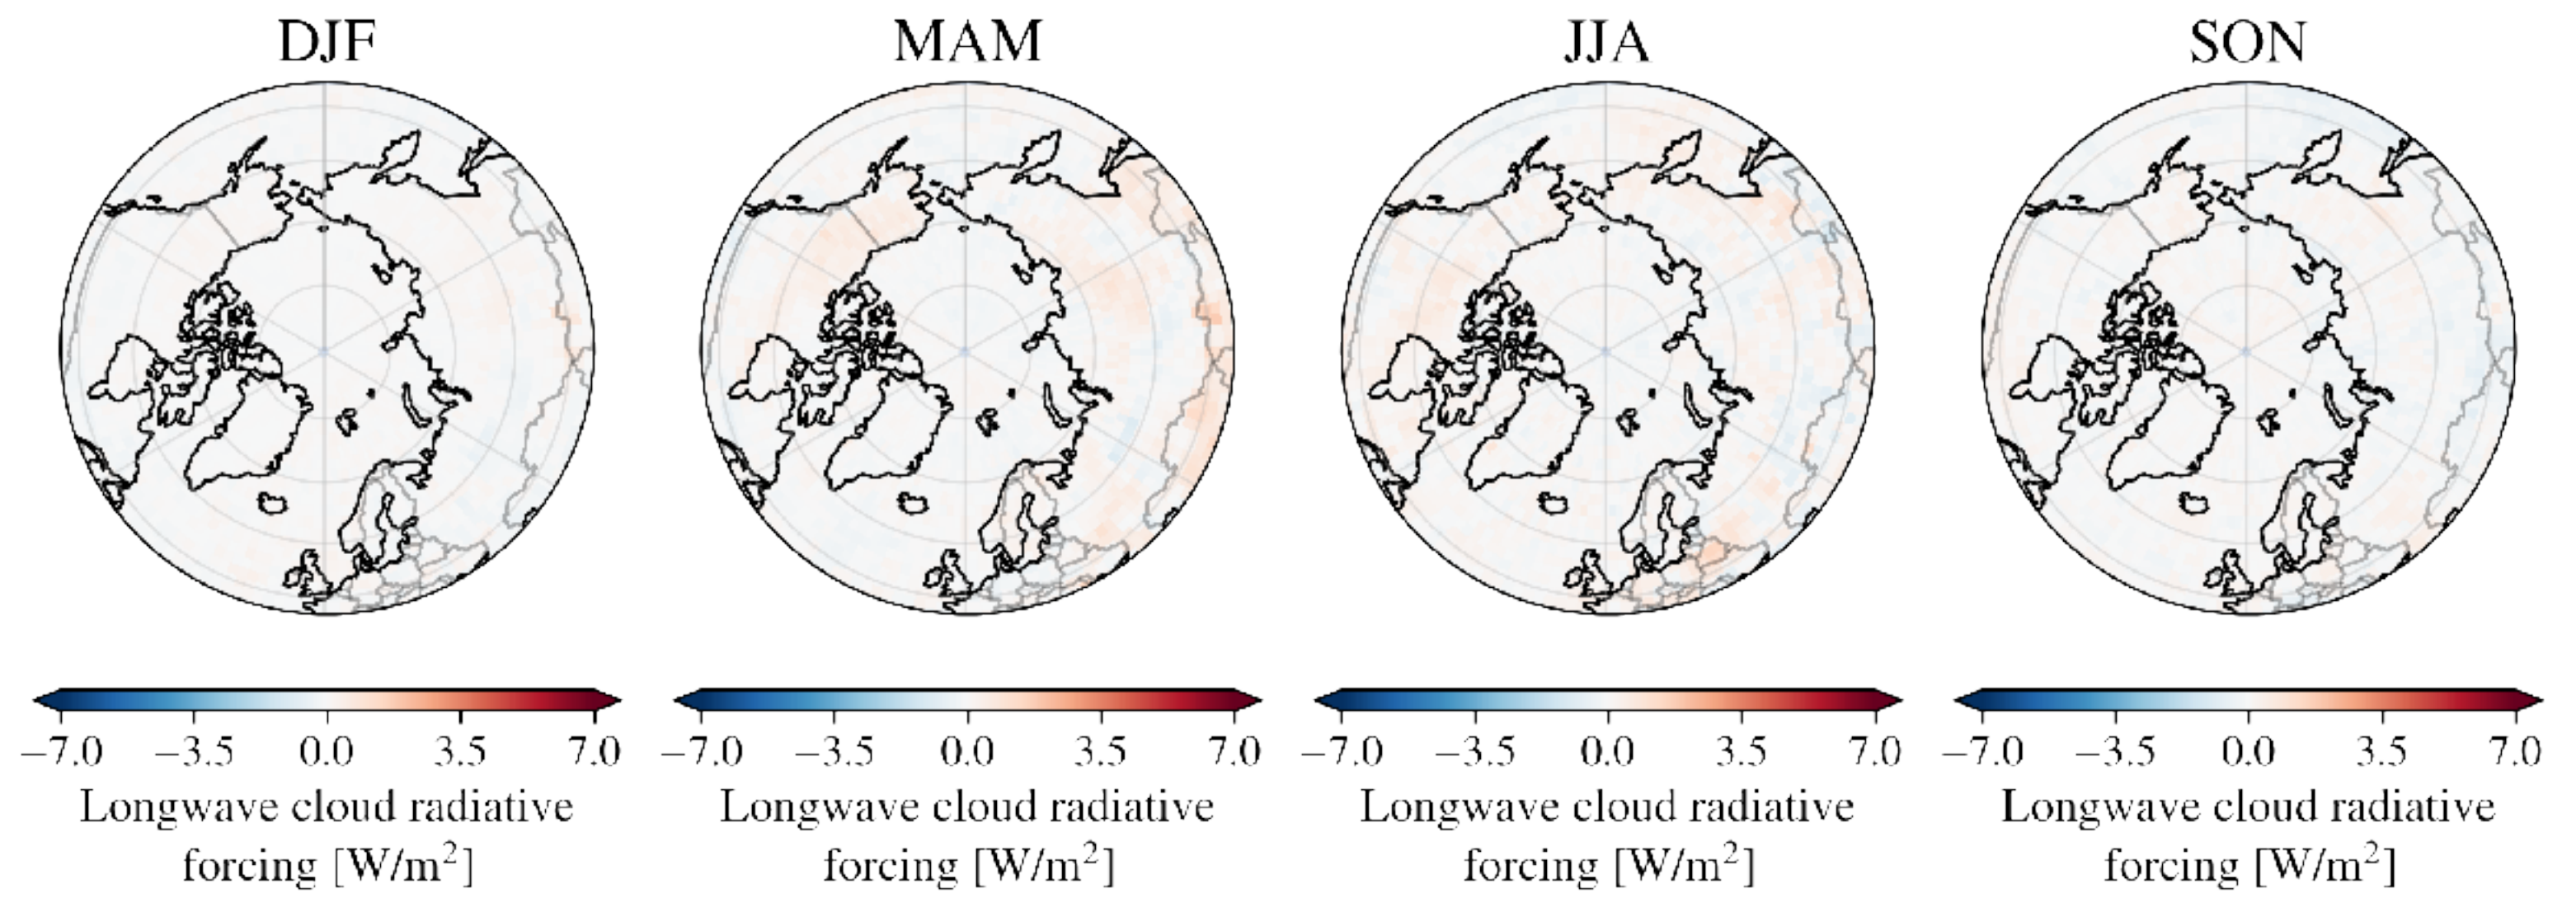 DJF MAM JJA SON
−7.0 −3.5 0.0 3.5 7.0 −7.0 −3.5 0.0 3.5 7.0 −7.0 −3.5 0.0 3.5 7.0 −7.0 −3.5 0.0 3.5 7.0
Longwave cloud radiative Longwave cloud radiative Longwave cloud radiative Longwave cloud radiative
forcing [W/m²] forcing [W/m²] forcing [W/m²] forcing [W/m²]